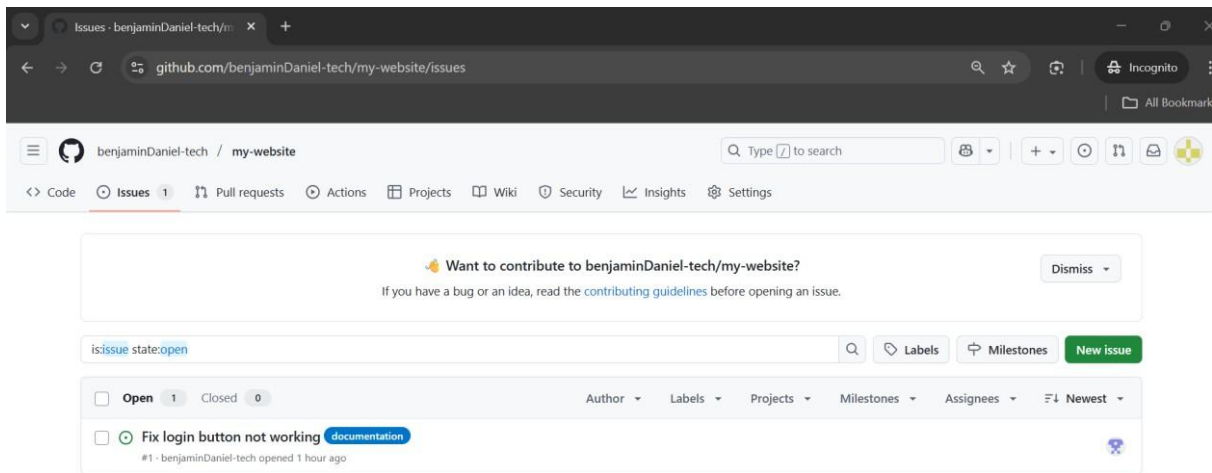 Issues · benjaminDaniel-tech/m
github.com/benjaminDaniel-tech/my-website/issues
Incognito
All Bookmark
benjaminDaniel-tech / my-website
Type / to search
<> Code Issues 1 Pull requests Actions Projects Wiki Security Insights Settings
Want to contribute to benjaminDaniel-tech/my-website?
Dismiss
If you have a bug or an idea, read the contributing guidelines before opening an issue.
is:issue state:open
Labels Milestones New issue
Open 1 Closed 0 Author Labels Projects Milestones Assignees Newest
Fix login button not working documentation
#1 · benjaminDaniel-tech opened 1 hour ago